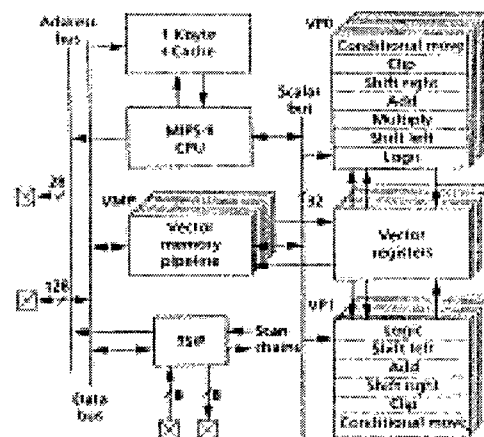 Address
bus
1 Kbyte
I-Cache
MIPS-II
CPU
Scalar
bus
VP0
Conditional move
Clip
Shift right
Add
Multiply
Shift left
Logic
28
VMP
Vector
memory
pipeline
32
Vector
registers
128
TSIP
Scan
chains
8
8
Data
bus
VP1
Logic
Shift left
Add
Shift right
Clip
Conditional move